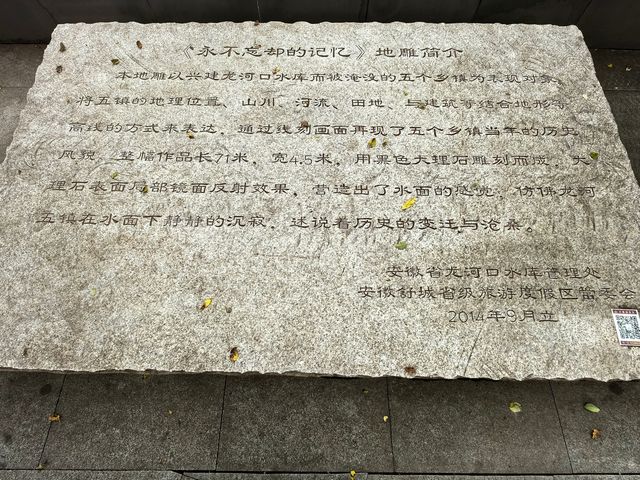 《永不忘却的记忆》地雕简介
本地雕以兴建龙河口水库而被淹没的五个乡镇为表现对象,
将五镇的地理位置、山川、河流、田地、与建筑等结合地形等
高线的方式来表达,通过线刻画面再现了五个乡镇当年的历史
风貌。整幅作品长71米,宽4.5米,用黑色大理石雕刻而成,大
理石表面局部镜面反射效果,营造出了水面的感觉,仿佛龙河
五镇在水面下静静的沉寂,述说着历史的变迁与沧桑。
安徽省龙河口水库管理处
安徽舒城省级旅游度假区管委会
2014年9月立